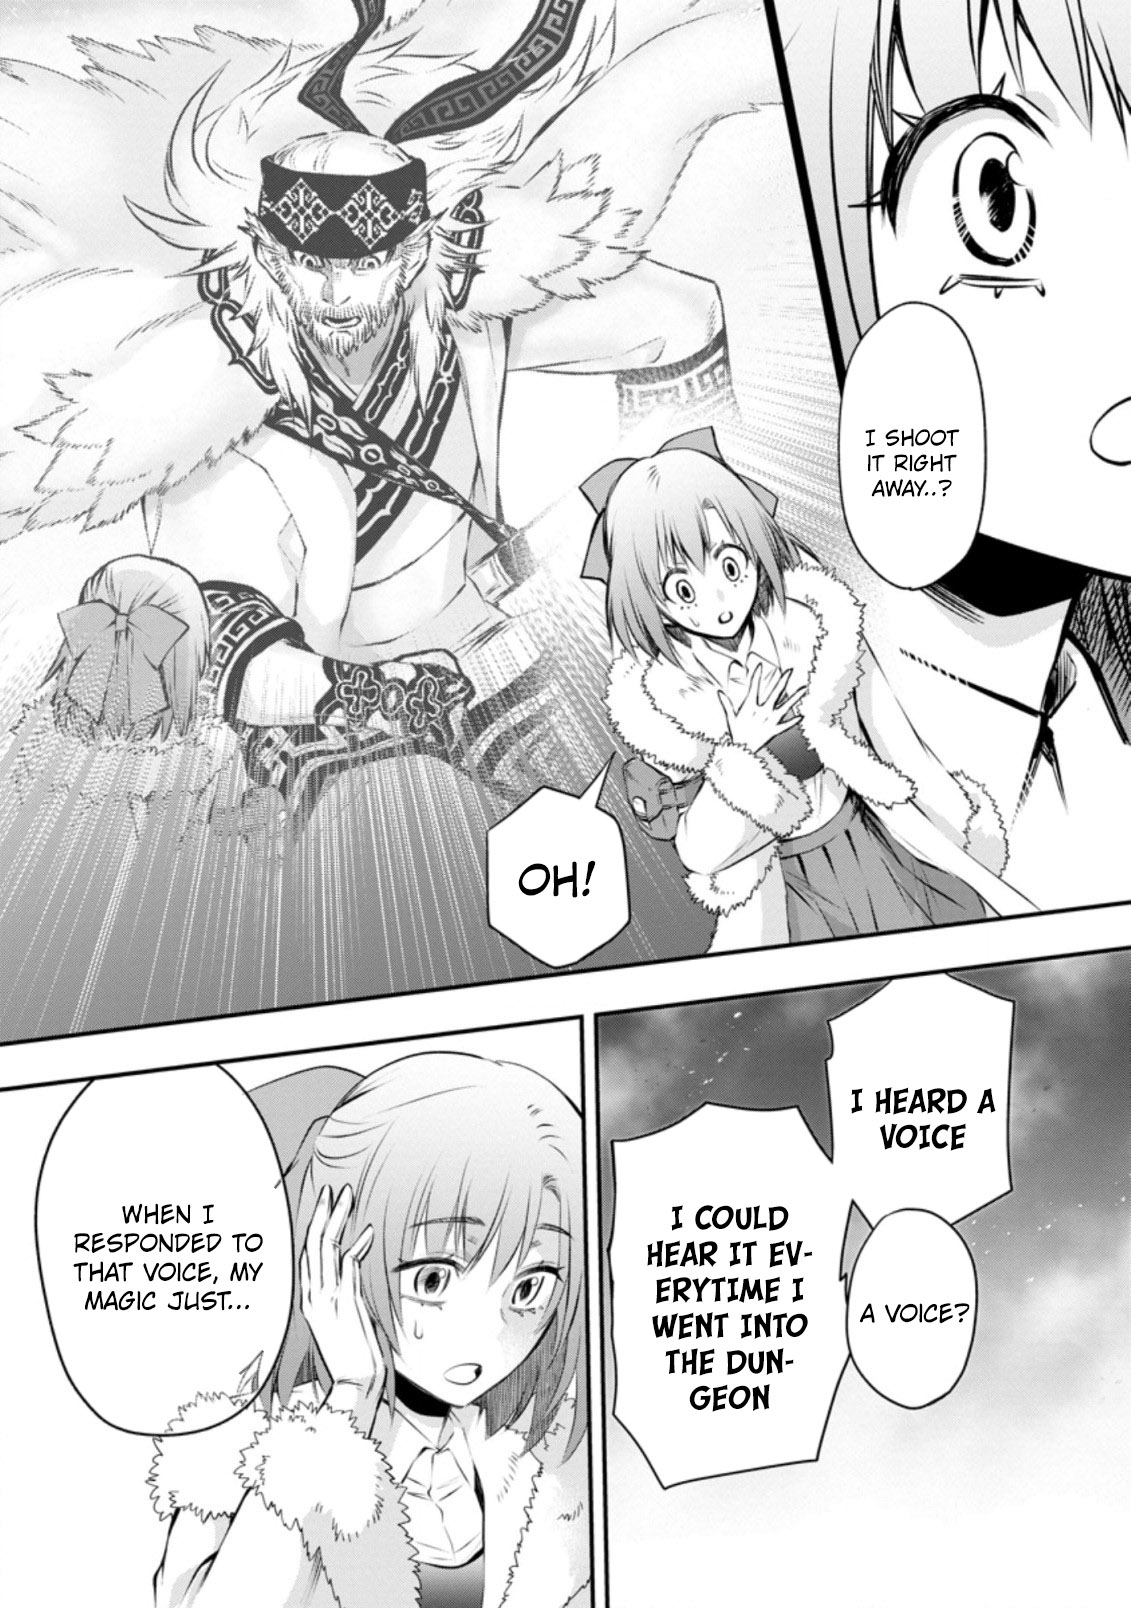 I SHOOT
IT RIGHT
AWAY..?
OH!
I HEARD A
VOICE
A VOICE?
I COULD
HEAR IT EV-
ERYTIME I
WENT INTO
THE DUN-
GEON
WHEN I
RESPONDED TO
THAT VOICE, MY
MAGIC JUST...